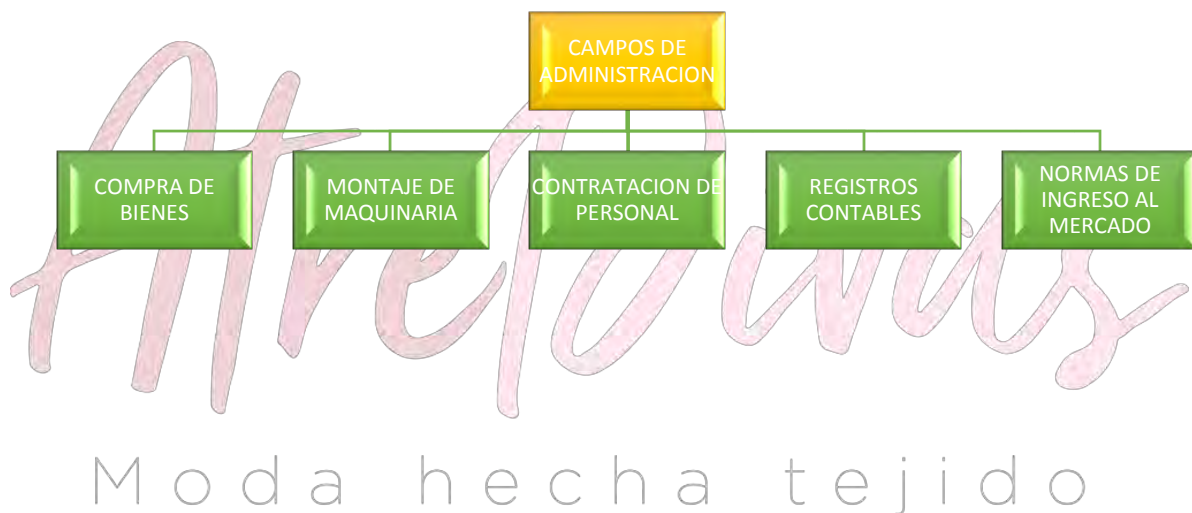 CAMPOS DE
ADMINISTRACION
COMPRA DE
BIENES
MONTAJE DE
MAQUINARIA
CONTRATACION DE
PERSONAL
REGISTROS
CONTABLES
NORMAS DE
INGRESO AL
MERCADO
Moda hecha tejido